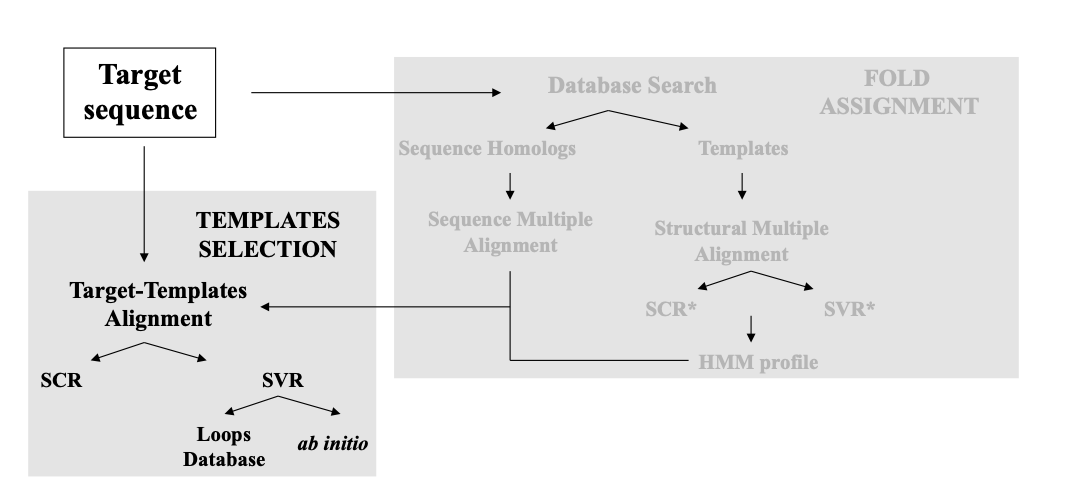 Target
sequence
Database Search
FOLD
ASSIGNMENT
Sequence Homologs
Templates
Sequence Multiple
Alignment
Structural Multiple
Alignment
SCR*
SVR*
HMM profile
TEMPLATES
SELECTION
Target-Templates
Alignment
SCR
SVR
Loops
Database
ab initio